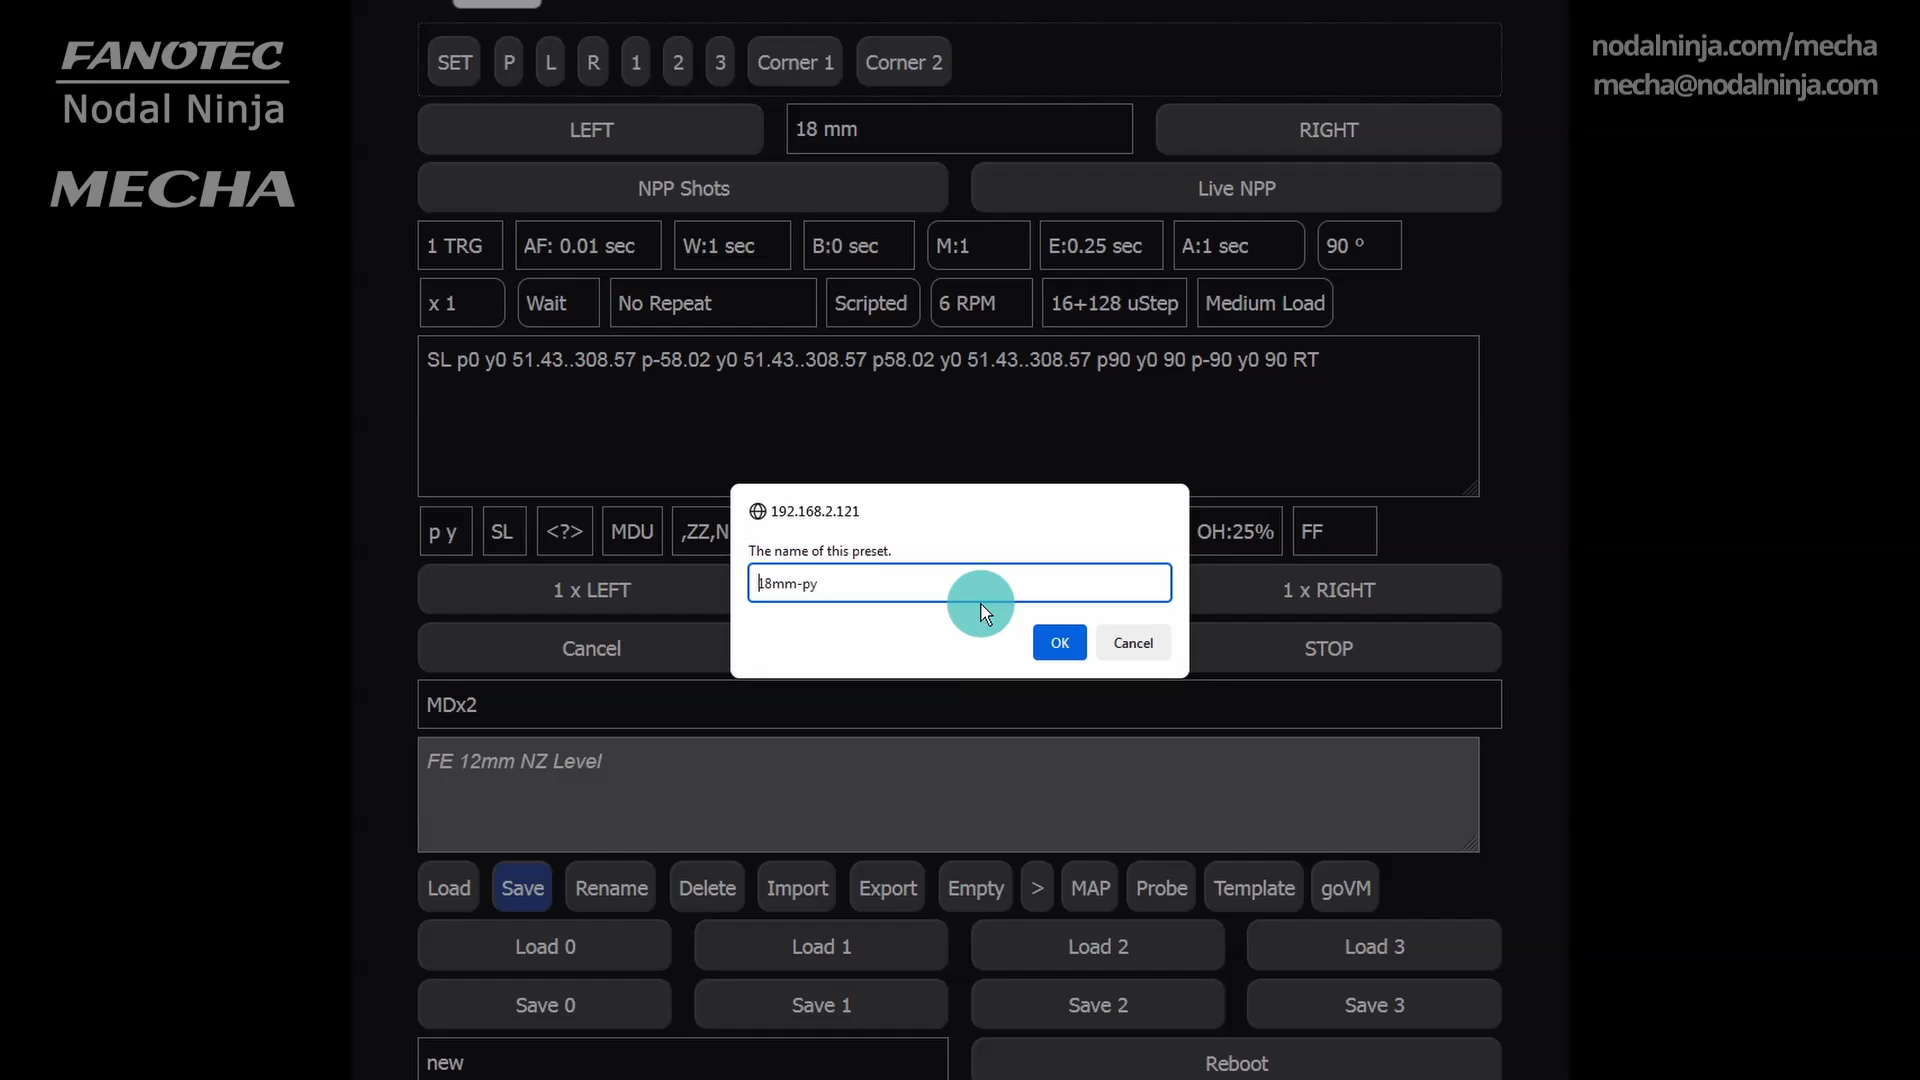 FANOTEC
Nodal Ninja
MECHA
nodalninja.com/mecha
mecha@nodalninja.com
SET P L R 1 2 3 Corner 1 Corner 2
LEFT 18 mm RIGHT
NPP Shots Live NPP
1 TRG AF: 0.01 sec W:1 sec B:0 sec M:1 E:0.25 sec A:1 sec 90 º
x 1 Wait No Repeat Scripted 6 RPM 16+128 uStep Medium Load
SL p0 y0 51.43..308.57 p-58.02 y0 51.43..308.57 p58.02 y0 51.43..308.57 p90 y0 90 p-90 y0 90 RT
192.168.2.121
The name of this preset.
18mm-py
OK Cancel
p y SL <?> MDU ,ZZ,N OH:25% FF
1 x LEFT 1 x RIGHT
Cancel STOP
MDx2
FE 12mm NZ Level
Load Save Rename Delete Import Export Empty > MAP Probe Template goVM
Load 0 Load 1 Load 2 Load 3
Save 0 Save 1 Save 2 Save 3
new Reboot